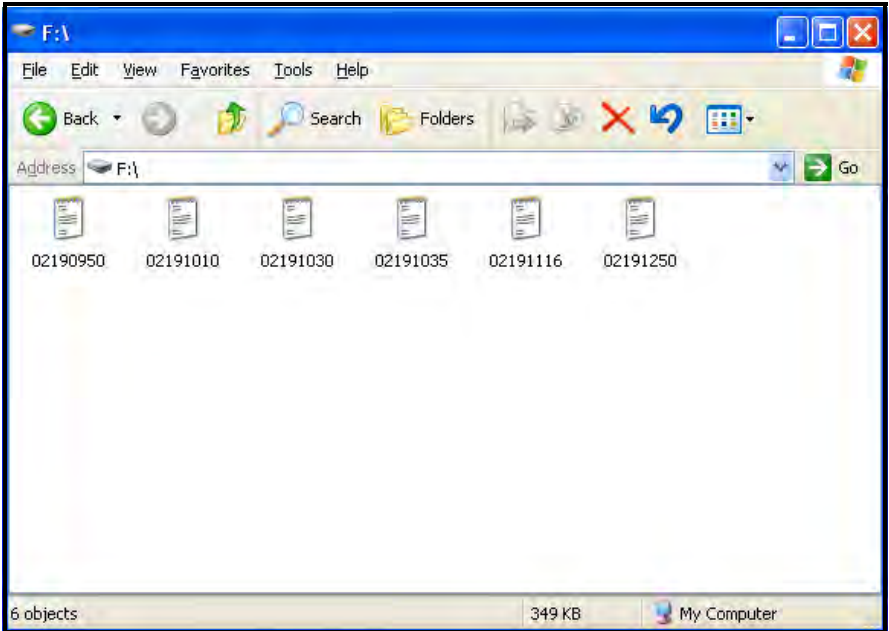 F:\
File Edit View Favorites Tools Help
Back Search Folders
Address F:\ Go
02190950 02191010 02191030 02191035 02191116 02191250
6 objects 349 KB My Computer